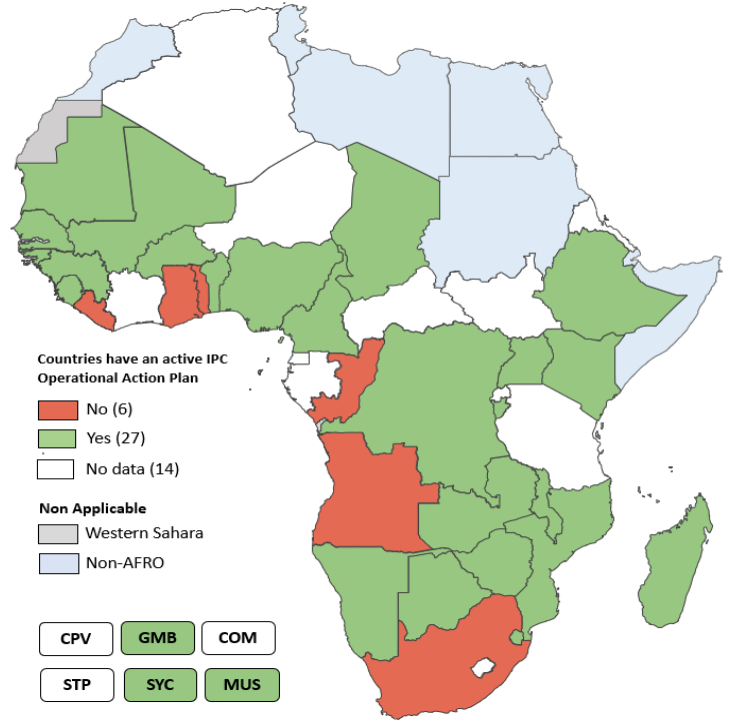 Countries have an active IPC
Operational Action Plan
No (6)
Yes (27)
No data (14)
Non Applicable
Western Sahara
Non-AFRO
CPV GMB COM
STP SYC MUS